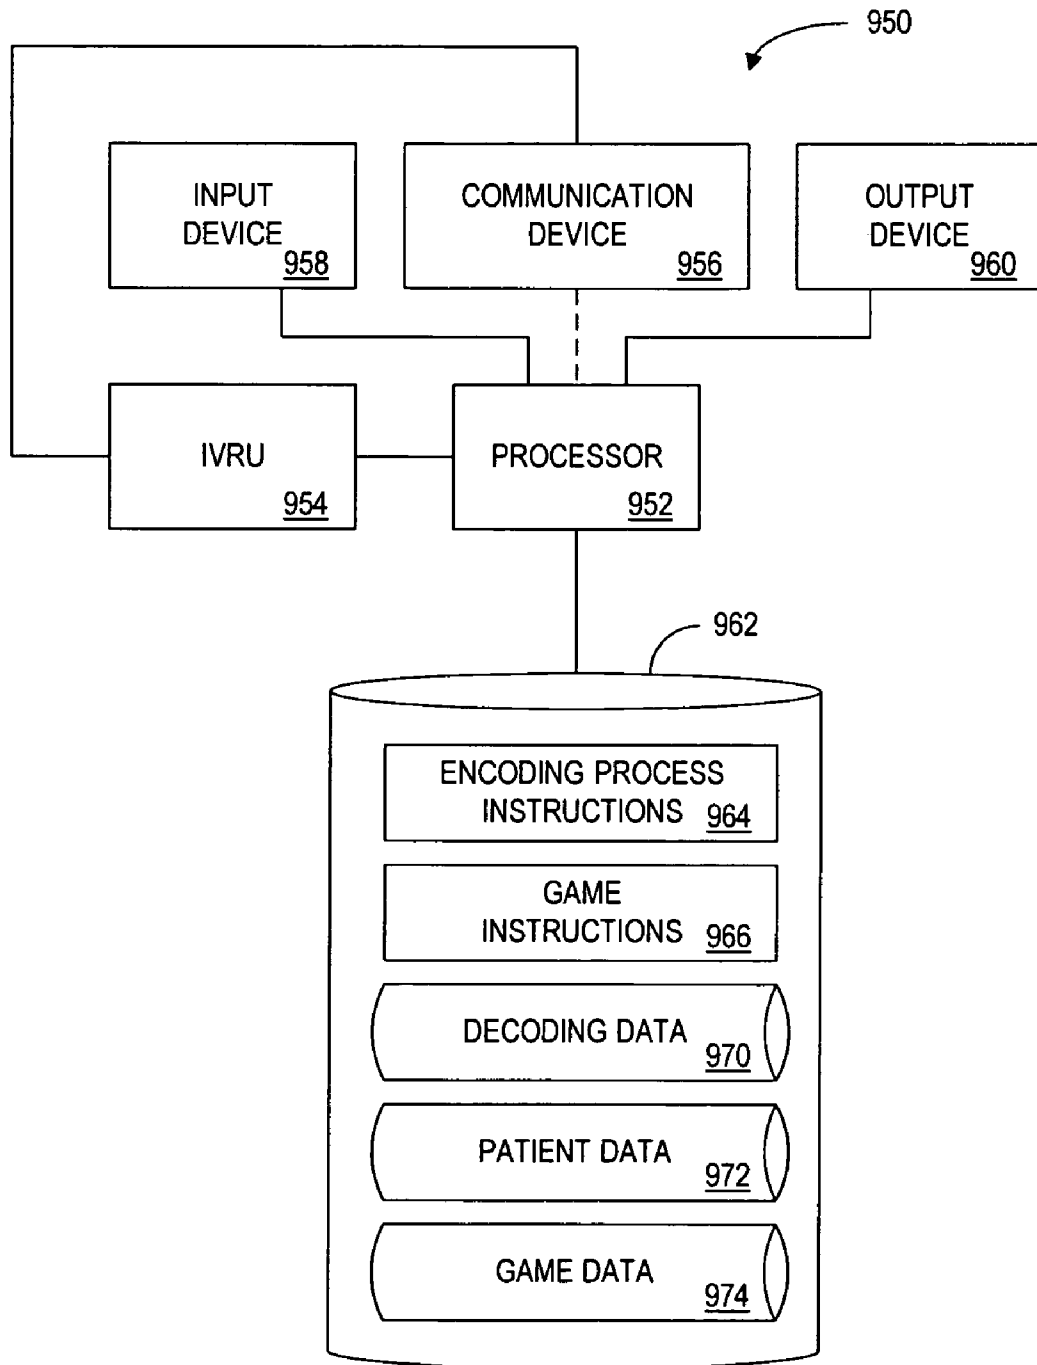 950
INPUT
DEVICE
958
COMMUNICATION
DEVICE
956
OUTPUT
DEVICE
960
IVRU
954
PROCESSOR
952
962
ENCODING PROCESS
INSTRUCTIONS
964
GAME
INSTRUCTIONS
966
DECODING DATA
970
PATIENT DATA
972
GAME DATA
974